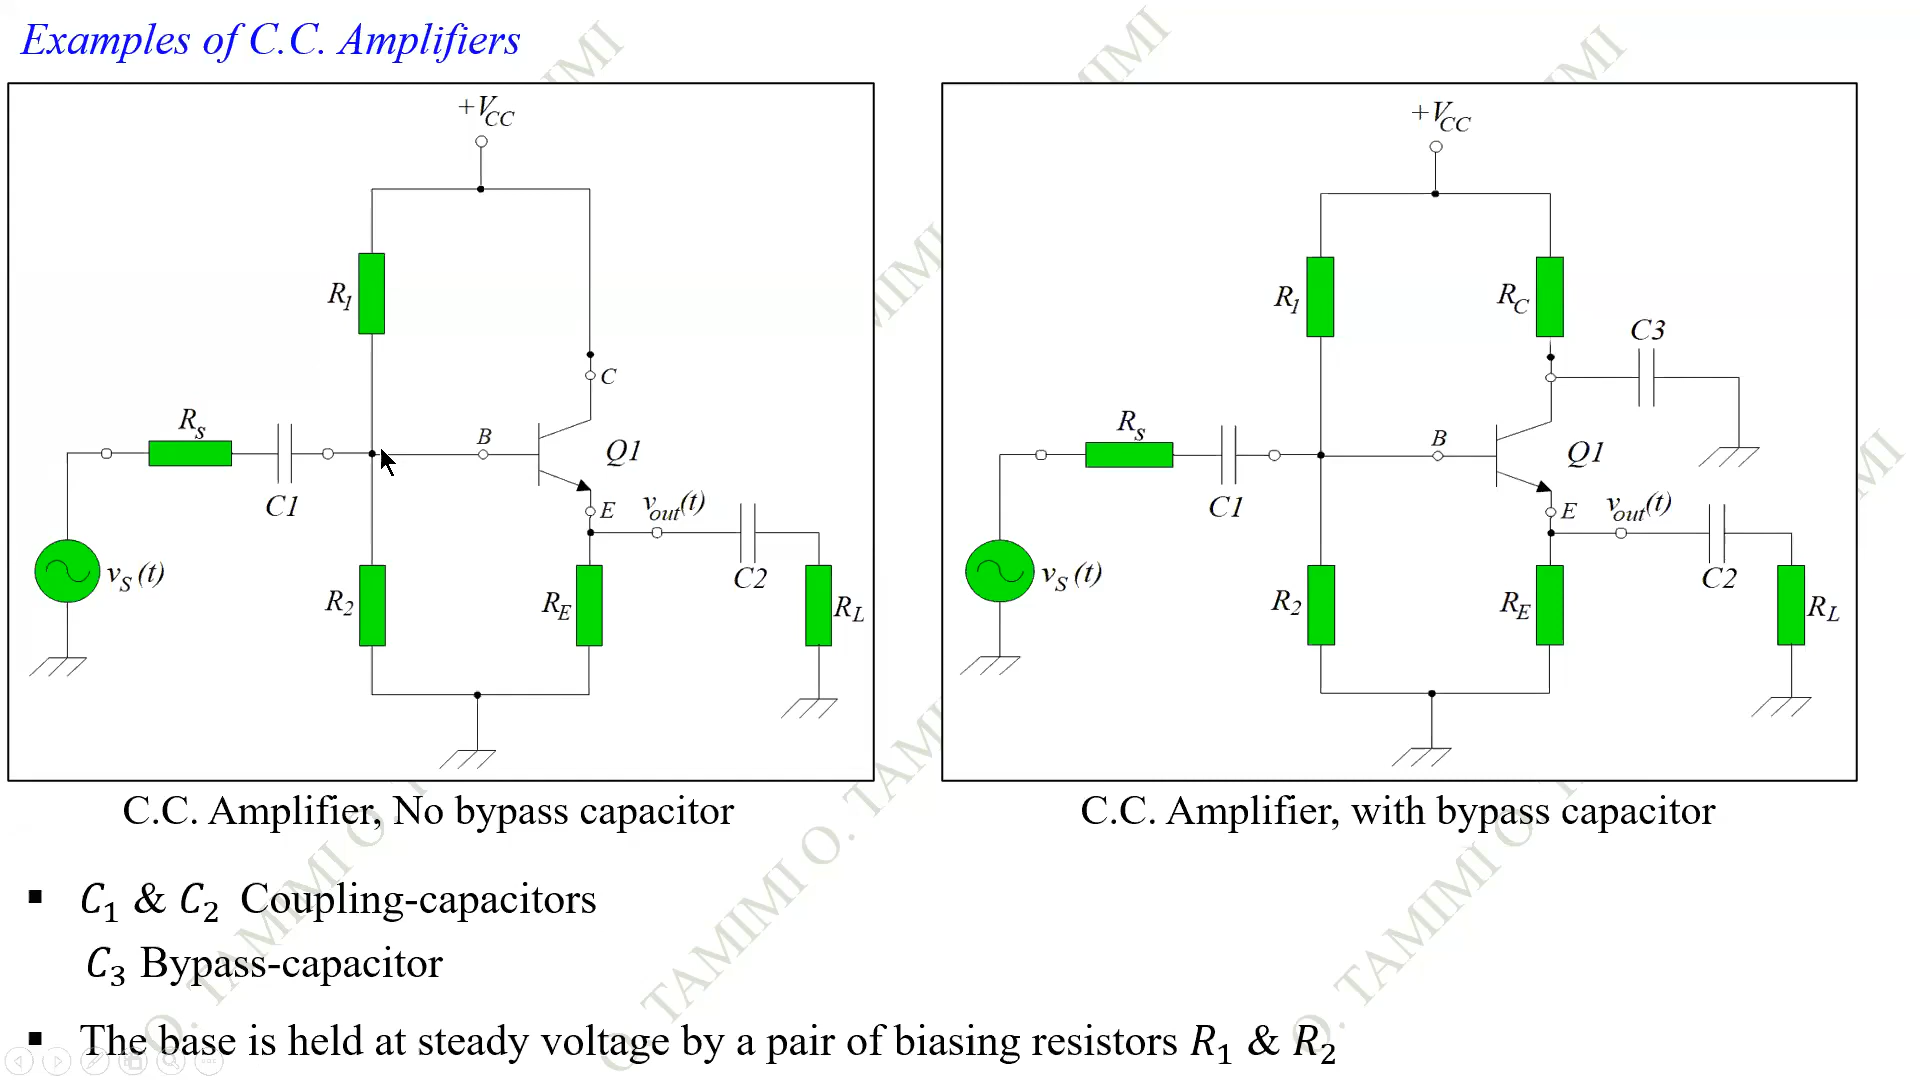 Examples of C.C. Amplifiers
+VCC
R1
C
Rs
B
Q1
C1
E
vout(t)
vS (t)
R2
RE
C2
RL
C.C. Amplifier, No bypass capacitor
+VCC
R1
RC
C3
Rs
B
Q1
C1
E
vout(t)
vS (t)
R2
RE
C2
RL
C.C. Amplifier, with bypass capacitor
▪ C₁ & C₂ Coupling-capacitors
C₃ Bypass-capacitor
▪ The base is held at steady voltage by a pair of biasing resistors R₁ & R₂
O. TAMIMI O. TAMIMI